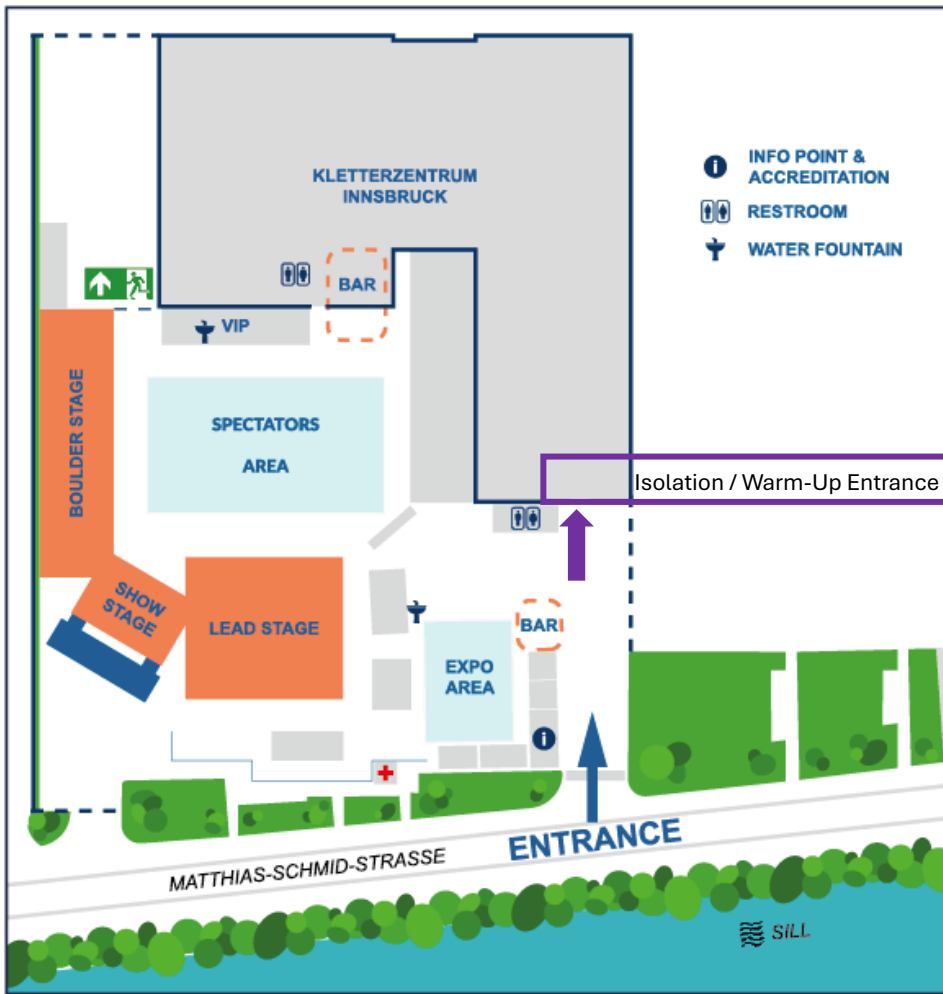 KLETTERZENTRUM
INNSBRUCK
i INFO POINT &
ACCREDITATION
RESTROOM
WATER FOUNTAIN
BAR
VIP
BOULDER STAGE
SPECTATORS
AREA
Isolation / Warm-Up Entrance
SHOW
STAGE
LEAD STAGE
BAR
EXPO
AREA
i
ENTRANCE
MATTHIAS-SCHMID-STRASSE
SILL